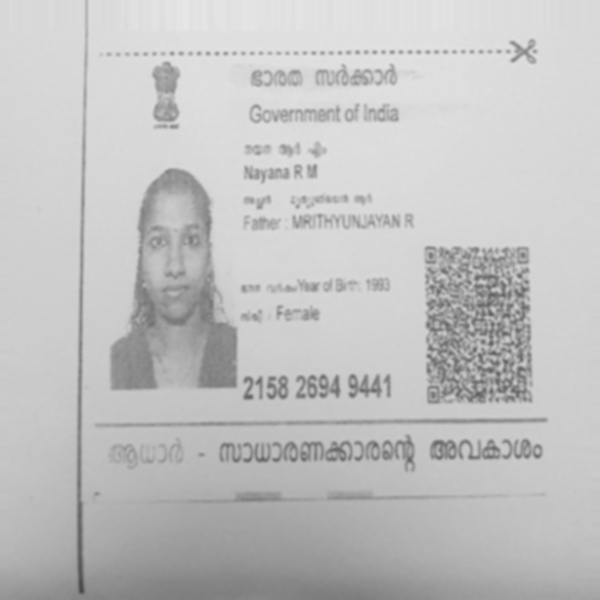 ഭാരത സർക്കാർ
Government of India
നയന ആർ എം
Nayana R M
അച്ഛൻ : മൃത്യുഞ്ജയൻ ആർ
Father : MRITHYUNJAYAN R
ജനന വർഷം Year of Birth: 1993
സ്ത്രീ - Female
2158 2694 9441
ആധാർ - സാധാരണക്കാരന്റെ അവകാശം